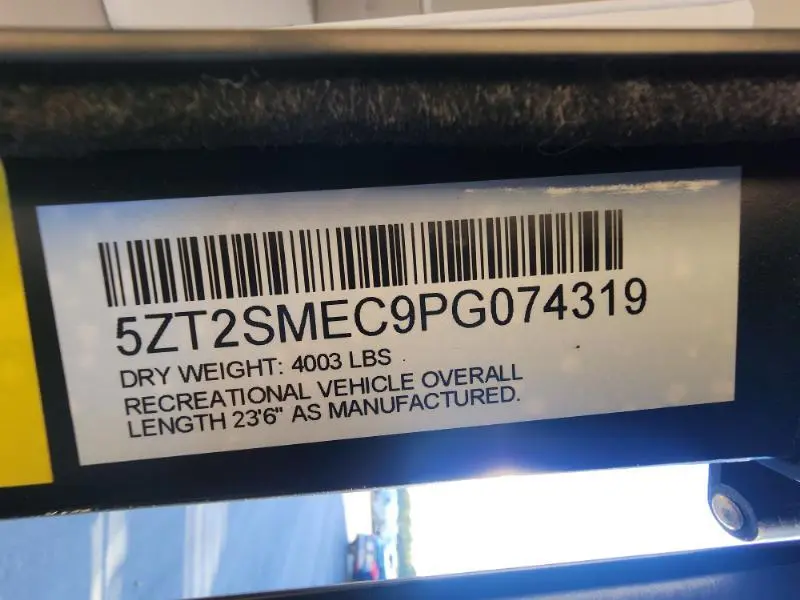 5ZT2SMEC9PG074319
DRY WEIGHT: 4003 LBS
RECREATIONAL VEHICLE OVERALL
LENGTH 23'6" AS MANUFACTURED.